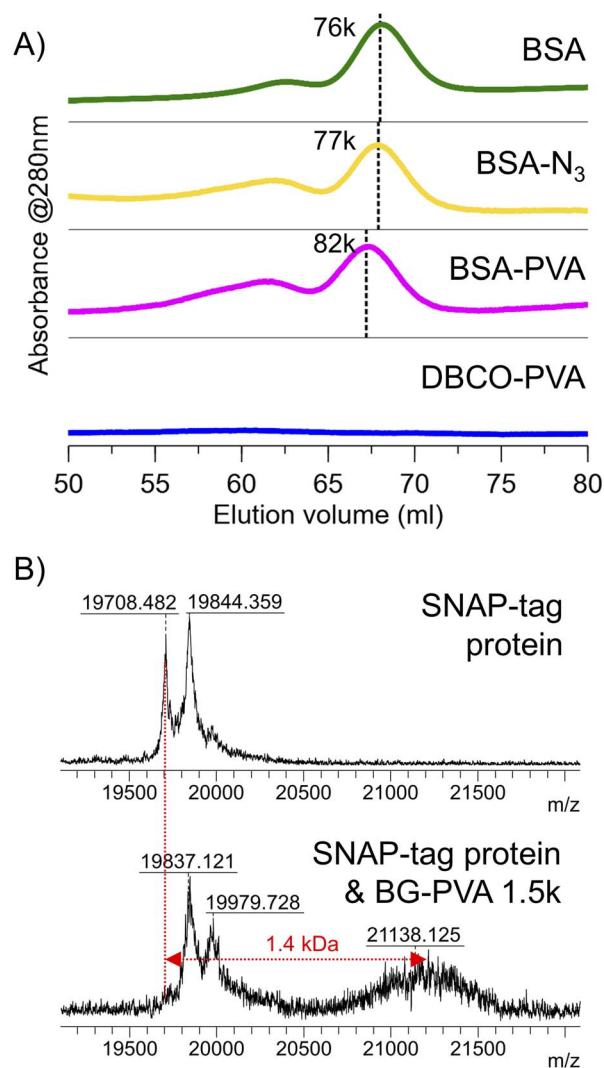 A)
76k
BSA
77k
BSA-N₃
82k
BSA-PVA
DBCO-PVA
Absorbance @280nm
50 55 60 65 70 75 80
Elution volume (ml)
B)
19708.482 19844.359
SNAP-tag
protein
19500 20000 20500 21000 21500
m/z
19837.121
SNAP-tag protein
& BG-PVA 1.5k
19979.728
1.4 kDa
21138.125
19500 20000 20500 21000 21500
m/z